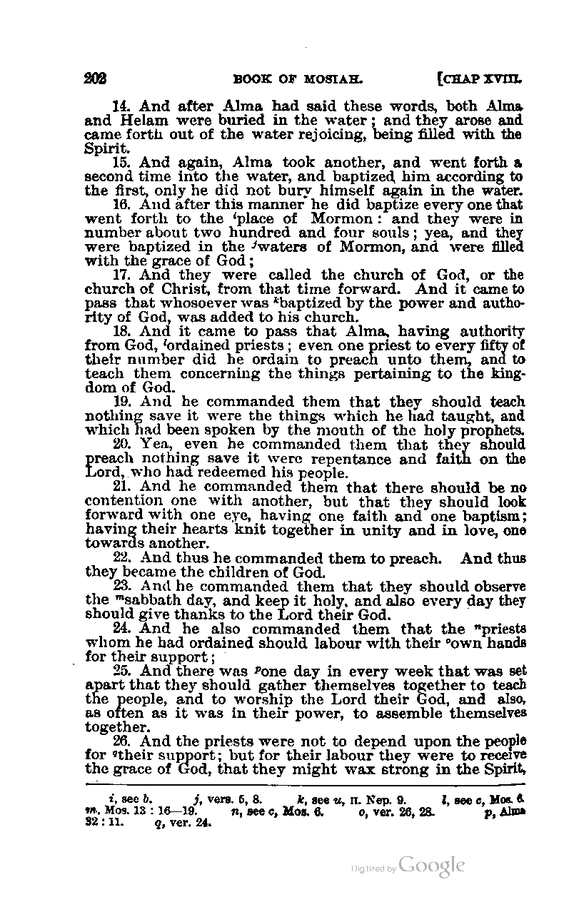 202 BOOK OF MOSIAH. [CHAP XVIII.
14. And after Alma had said these words, both Alma
and Helam were buried in the water; and they arose and
came forth out of the water rejoicing, being filled with the
Spirit.
15. And again, Alma took another, and went forth a
second time into the water, and baptized him according to
the first, only he did not bury himself again in the water.
16. And after this manner he did baptize every one that
went forth to the ⁱplace of Mormon: and they were in
number about two hundred and four souls; yea, and they
were baptized in the ʲwaters of Mormon, and were filled
with the grace of God;
17. And they were called the church of God, or the
church of Christ, from that time forward. And it came to
pass that whosoever was ᵏbaptized by the power and autho-
rity of God, was added to his church.
18. And it came to pass that Alma, having authority
from God, ˡordained priests; even one priest to every fifty of
their number did he ordain to preach unto them, and to
teach them concerning the things pertaining to the king-
dom of God.
19. And he commanded them that they should teach
nothing save it were the things which he had taught, and
which had been spoken by the mouth of the holy prophets.
20. Yea, even he commanded them that they should
preach nothing save it were repentance and faith on the
Lord, who had redeemed his people.
21. And he commanded them that there should be no
contention one with another, but that they should look
forward with one eye, having one faith and one baptism;
having their hearts knit together in unity and in love, one
towards another.
22. And thus he commanded them to preach. And thus
they became the children of God.
23. And he commanded them that they should observe
the ᵐsabbath day, and keep it holy, and also every day they
should give thanks to the Lord their God.
24. And he also commanded them that the ⁿpriests
whom he had ordained should labour with their ᵒown hands
for their support;
25. And there was ᵖone day in every week that was set
apart that they should gather themselves together to teach
the people, and to worship the Lord their God, and also,
as often as it was in their power, to assemble themselves
together.
26. And the priests were not to depend upon the people
for ᑫtheir support; but for their labour they were to receive
the grace of God, that they might wax strong in the Spirit,
i, see b. j, vers. 5, 8. k, see u, II. Nep. 9. l, see c, Mos. 6.
m, Mos. 13 : 16—19. n, see c, Mos. 6. o, ver. 26, 28. p, Alma
32 : 11. q, ver. 24.
Digitized by Google